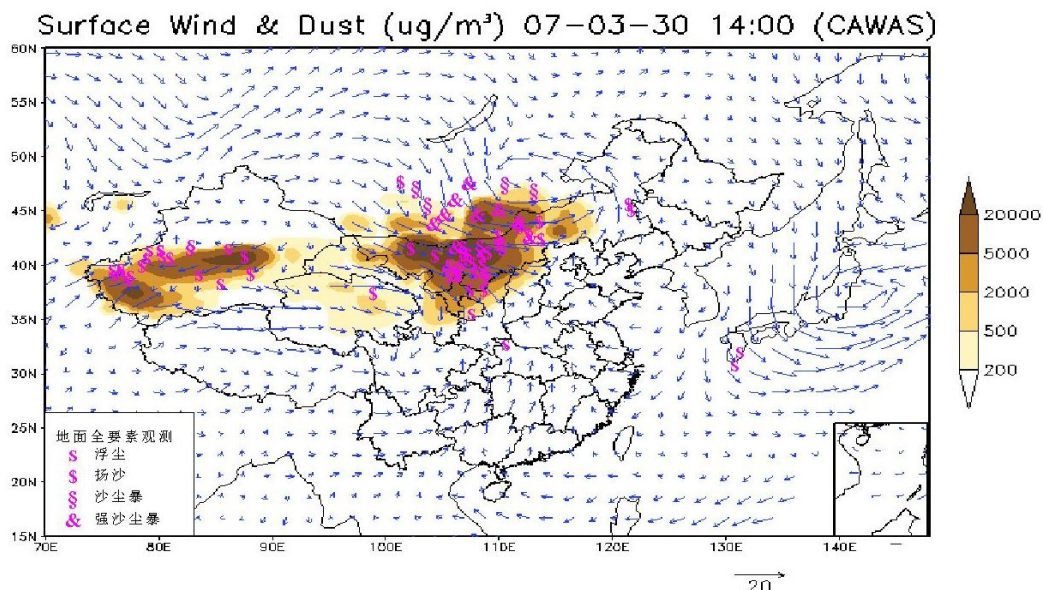 Surface Wind & Dust (ug/m³) 07-03-30 14:00 (CAWAS)
60N
55N
50N
45N
40N
35N
30N
25N
20N
15N
70E 80E 90E 100E 110E 120E 130E 140E
20000
5000
2000
500
200
地面全要素观测
S 浮尘
$ 扬沙
§ 沙尘暴
& 强沙尘暴
20